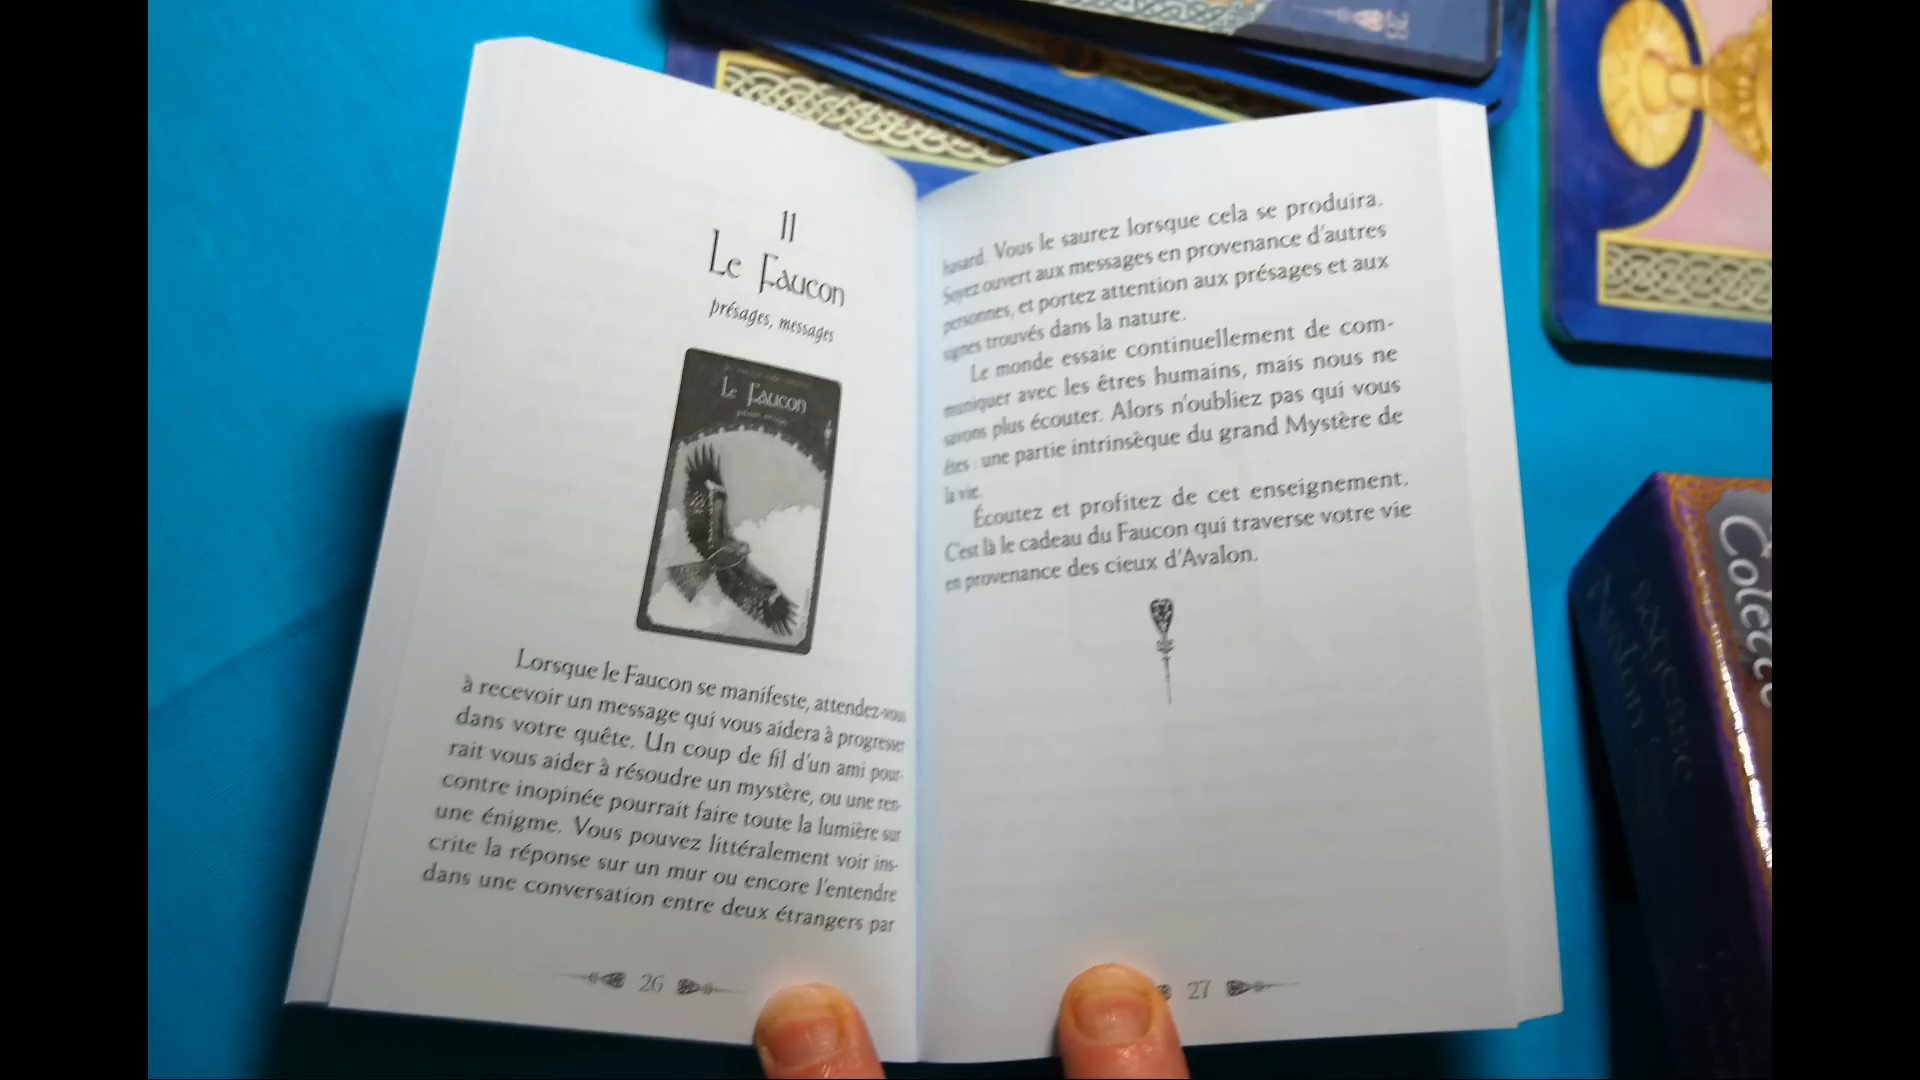 11
Le Faucon
présages, messages
Le Faucon
Lorsque le Faucon se manifeste, attendez-vous
à recevoir un message qui vous aidera à progresser
dans votre quête. Un coup de fil d'un ami pour-
rait vous aider à résoudre un mystère, ou une ren-
contre inopinée pourrait faire toute la lumière sur
une énigme. Vous pouvez littéralement voir ins-
crite la réponse sur un mur ou encore l'entendre
dans une conversation entre deux étrangers par
26
hasard. Vous le saurez lorsque cela se produira.
Soyez ouvert aux messages en provenance d'autres
personnes, et portez attention aux présages et aux
signes trouvés dans la nature.
Le monde essaie continuellement de com-
muniquer avec les êtres humains, mais nous ne
savons plus écouter. Alors n'oubliez pas qui vous
êtes : une partie intrinsèque du grand Mystère de
la vie.
Écoutez et profitez de cet enseignement.
C'est là le cadeau du Faucon qui traverse votre vie
en provenance des cieux d'Avalon.
27